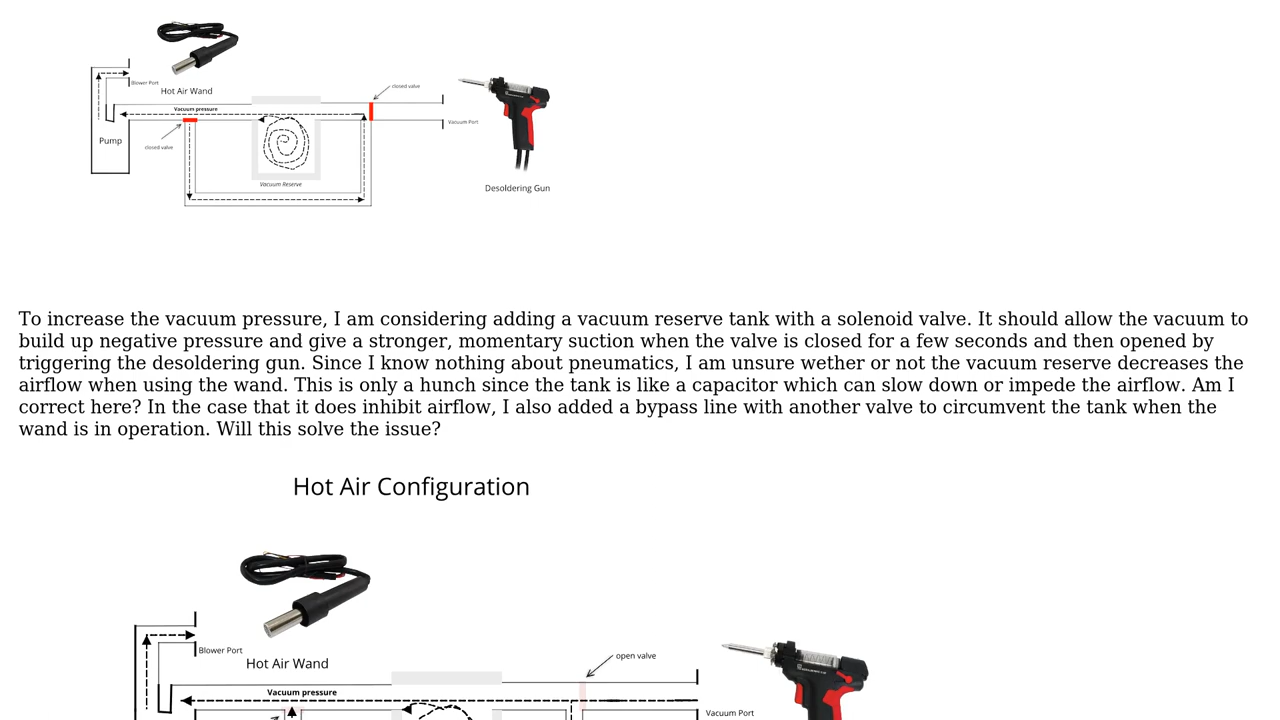 Blower Port
Hot Air Wand
closed valve
Vacuum pressure
Vacuum Port
Pump
closed valve
Vacuum Reserve
Desoldering Gun
To increase the vacuum pressure, I am considering adding a vacuum reserve tank with a solenoid valve. It should allow the vacuum to
build up negative pressure and give a stronger, momentary suction when the valve is closed for a few seconds and then opened by
triggering the desoldering gun. Since I know nothing about pneumatics, I am unsure wether or not the vacuum reserve decreases the
airflow when using the wand. This is only a hunch since the tank is like a capacitor which can slow down or impede the airflow. Am I
correct here? In the case that it does inhibit airflow, I also added a bypass line with another valve to circumvent the tank when the
wand is in operation. Will this solve the issue?
Hot Air Configuration
Blower Port
Hot Air Wand
open valve
Vacuum pressure
Vacuum Port